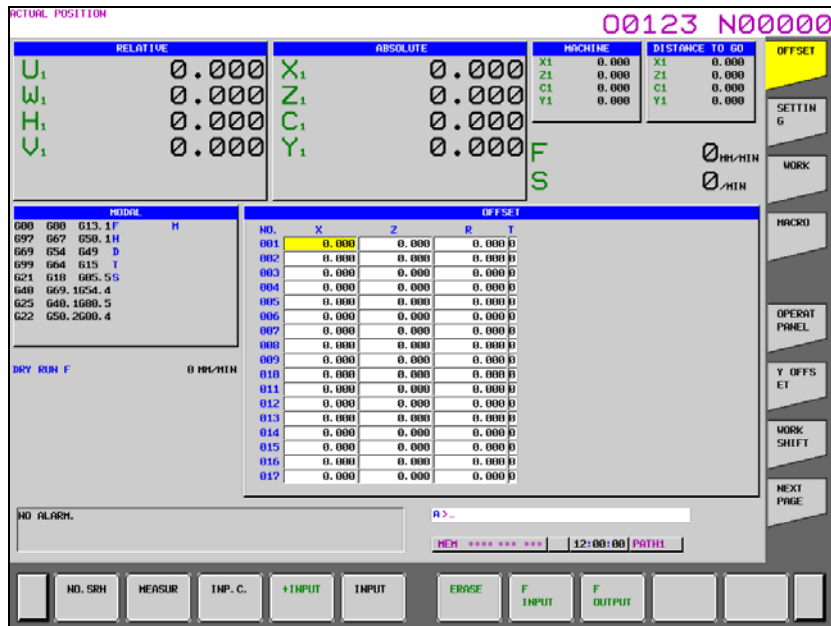 ACTUAL POSITION
O0123 N00000
RELATIVE
U1 0.000
W1 0.000
H1 0.000
V1 0.000
ABSOLUTE
X1 0.000
Z1 0.000
C1 0.000
Y1 0.000
MACHINE
X1 0.000
Z1 0.000
C1 0.000
Y1 0.000
DISTANCE TO GO
X1 0.000
Z1 0.000
C1 0.000
Y1 0.000
F 0 MM/MIN
S 0 /MIN
MODAL
G00 G80 G13.1 F M
G97 G67 G50.1 H
G69 G54 G49 D
G99 G64 G15 T
G21 G18 G05.5 S
G40 G69.1 G54.4
G25 G40.1 G08.5
G22 G50.2 G00.4
DRY RUN F 0 MM/MIN
OFFSET
NO. X Z R T
001 0.000 0.000 0.000 0
002 0.000 0.000 0.000 0
003 0.000 0.000 0.000 0
004 0.000 0.000 0.000 0
005 0.000 0.000 0.000 0
006 0.000 0.000 0.000 0
007 0.000 0.000 0.000 0
008 0.000 0.000 0.000 0
009 0.000 0.000 0.000 0
010 0.000 0.000 0.000 0
011 0.000 0.000 0.000 0
012 0.000 0.000 0.000 0
013 0.000 0.000 0.000 0
014 0.000 0.000 0.000 0
015 0.000 0.000 0.000 0
016 0.000 0.000 0.000 0
017 0.000 0.000 0.000 0
OFFSET
SETTIN
G
WORK
MACRO
OPERAT
PANEL
Y OFFS
ET
WORK
SHIFT
NEXT
PAGE
NO ALARM.
A>_
MEM **** *** *** 12:00:00 PATH1
NO.SRH
MEASUR
INP.C.
+INPUT
INPUT
ERASE
F
INPUT
F
OUTPUT